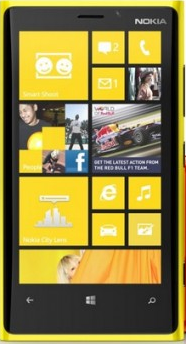 NOKIA
2
1
Smart Shoot
WORLD
People
GET THE LATEST ACTION FROM
THE RED BULL F1 TEAM.
Nokia City Lens